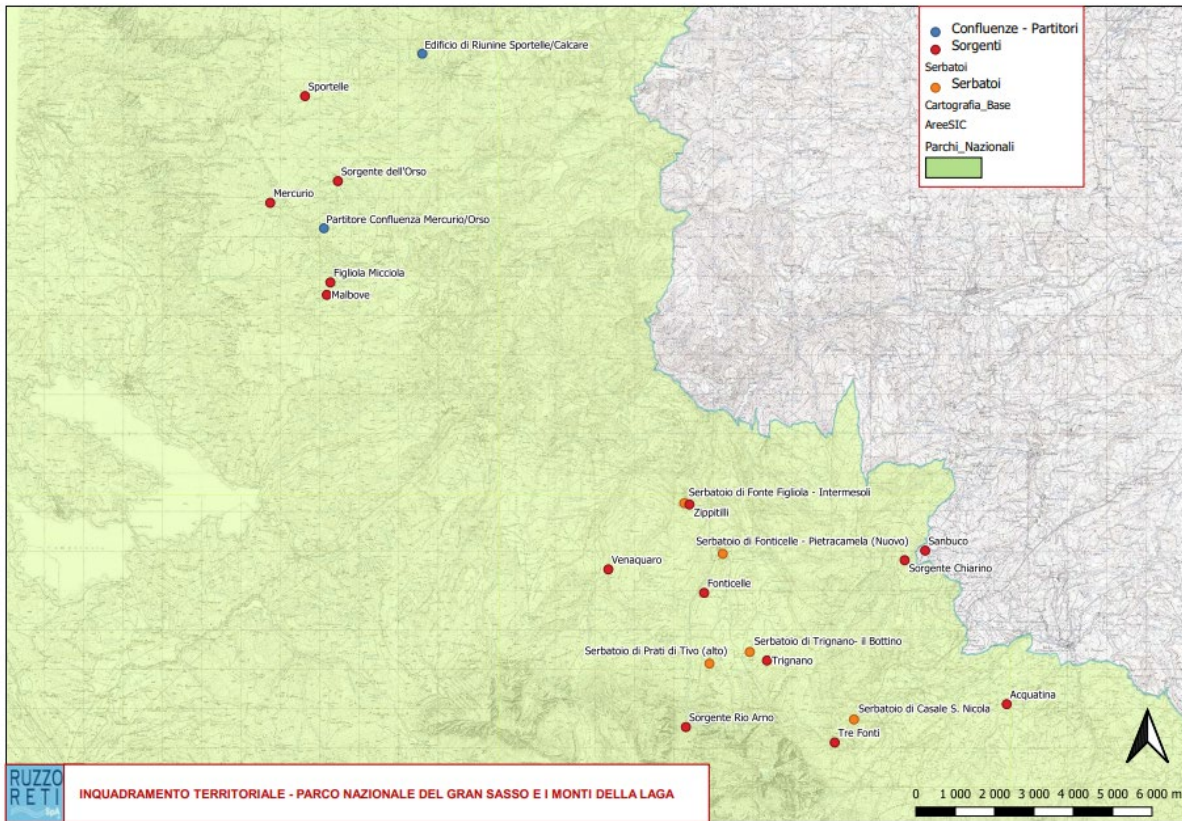 Confluenze - Partitori
Sorgenti
Serbatoi
Serbatoi
Cartografia_Base
AreeSIC
Parchi_Nazionali
Edificio di Riunine Sportelle/Calcare
Sportelle
Sorgente dell'Orso
Mercurio
Partitore Confluenza Mercurio/Orso
Figliola Micciola
Malbove
Serbatoio di Fonte Figliola - Intermesoli
Zippitilli
Serbatoio di Fonticelle - Pietracamela (Nuovo)
Sanbuco
Venaquaro
Sorgente Chiarino
Fonticelle
Serbatoio di Trignano- il Bottino
Serbatoio di Prati di Tivo (alto)
Trignano
Acquatina
Sorgente Rio Arno
Serbatoio di Casale S. Nicola
Tre Fonti
RUZZO
RETI
SpA
INQUADRAMENTO TERRITORIALE - PARCO NAZIONALE DEL GRAN SASSO E I MONTI DELLA LAGA
0 1 000 2 000 3 000 4 000 5 000 6 000 m